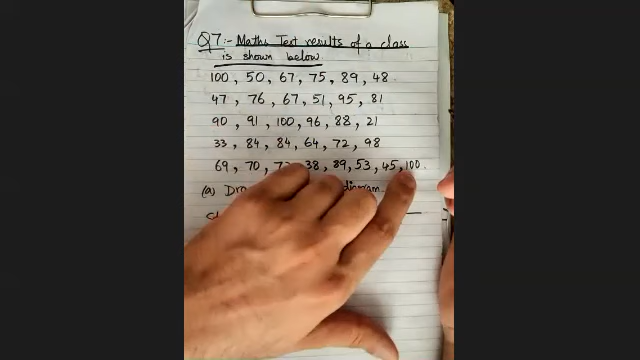 Q7:- Maths Test results of a class
is shown below
100, 50, 67, 75, 89, 48
47, 76, 67, 51, 95, 81
90, 91, 100, 96, 88, 21
33, 84, 84, 64, 72, 98
69, 70, 38, 89, 53, 45, 100.
(a) diagram